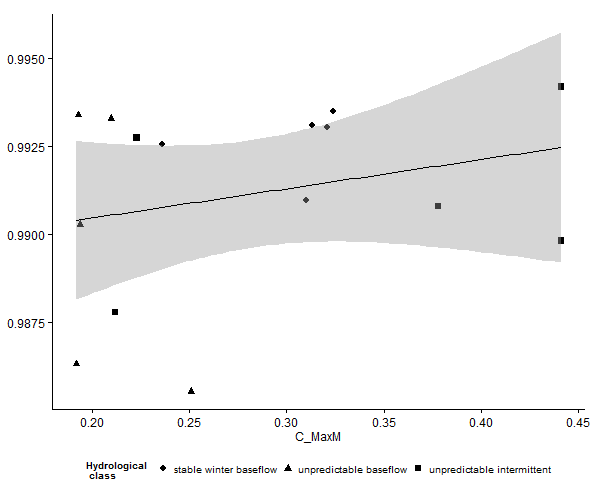 0.9950
0.9925
0.9900
0.9875
0.20 0.25 0.30 0.35 0.40 0.45
C_MaxM
Hydrological
class
stable winter baseflow unpredictable baseflow unpredictable intermittent